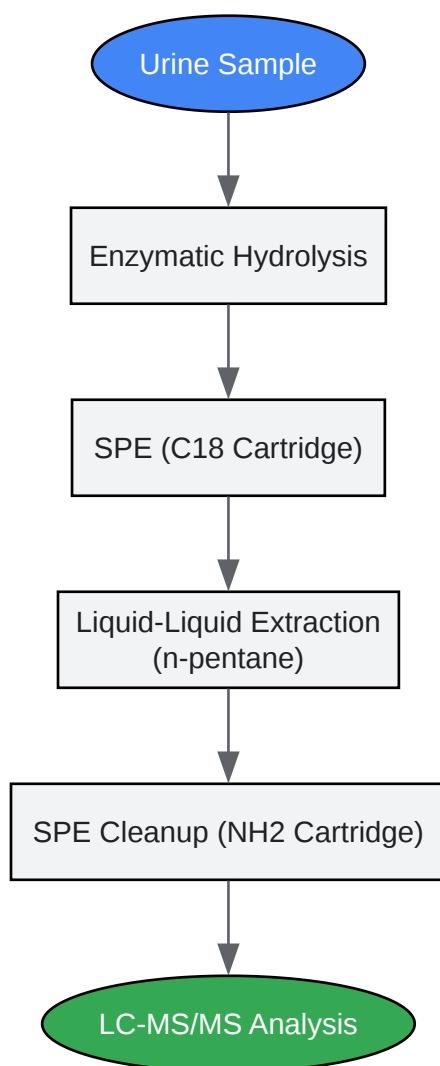 Urine Sample
Enzymatic Hydrolysis
SPE (C18 Cartridge)
Liquid-Liquid Extraction
(n-pentane)
SPE Cleanup (NH2 Cartridge)
LC-MS/MS Analysis